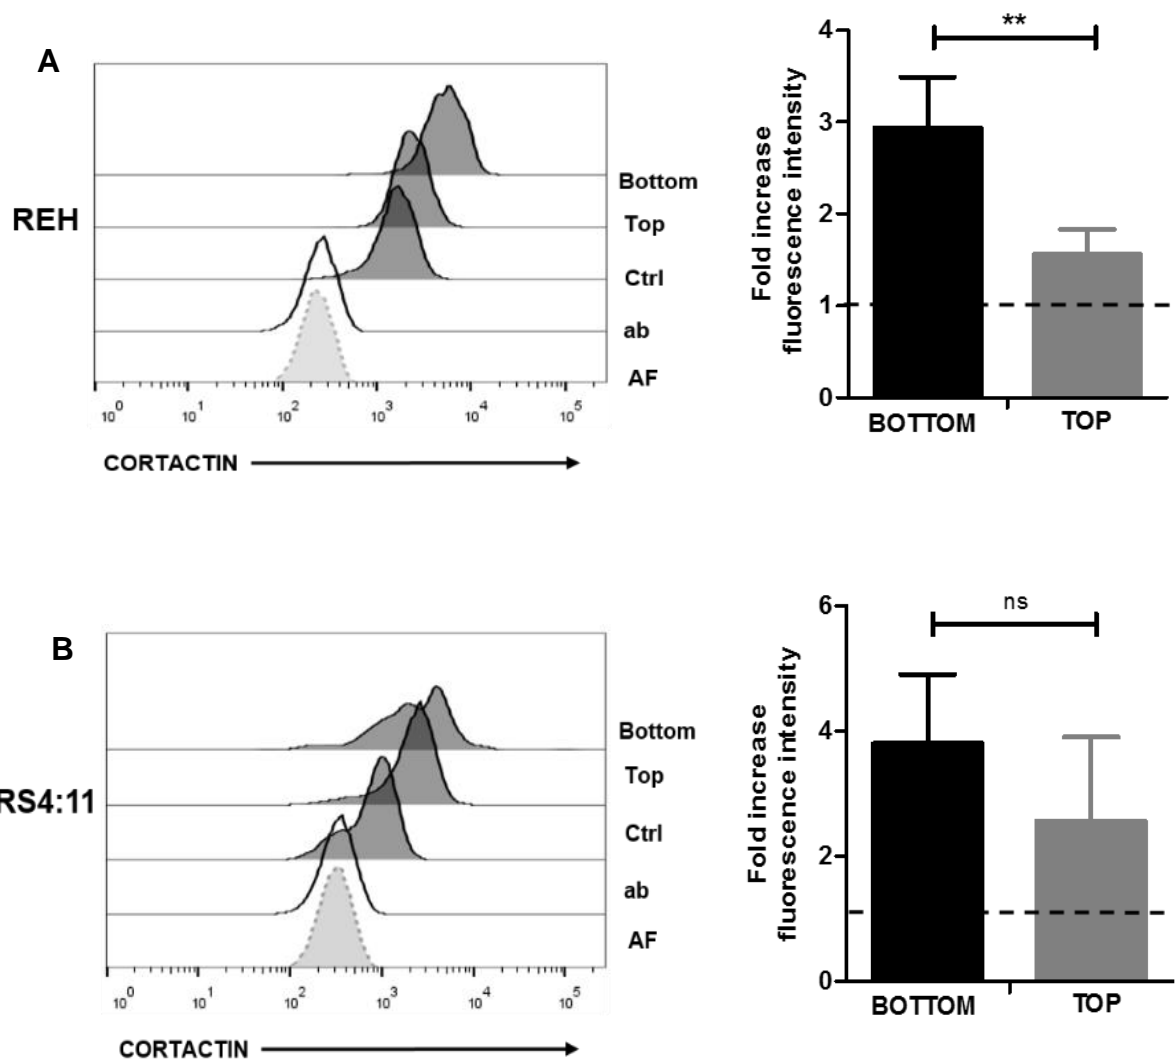 A
REH
Bottom
Top
Ctrl
ab
AF
10^0 10^1 10^2 10^3 10^4 10^5
CORTACTIN
**
Fold increase
fluorescence intensity
4
3
2
1
0
BOTTOM TOP
B
RS4:11
Bottom
Top
Ctrl
ab
AF
10^0 10^1 10^2 10^3 10^4 10^5
CORTACTIN
ns
Fold increase
fluorescence intensity
6
4
2
0
BOTTOM TOP